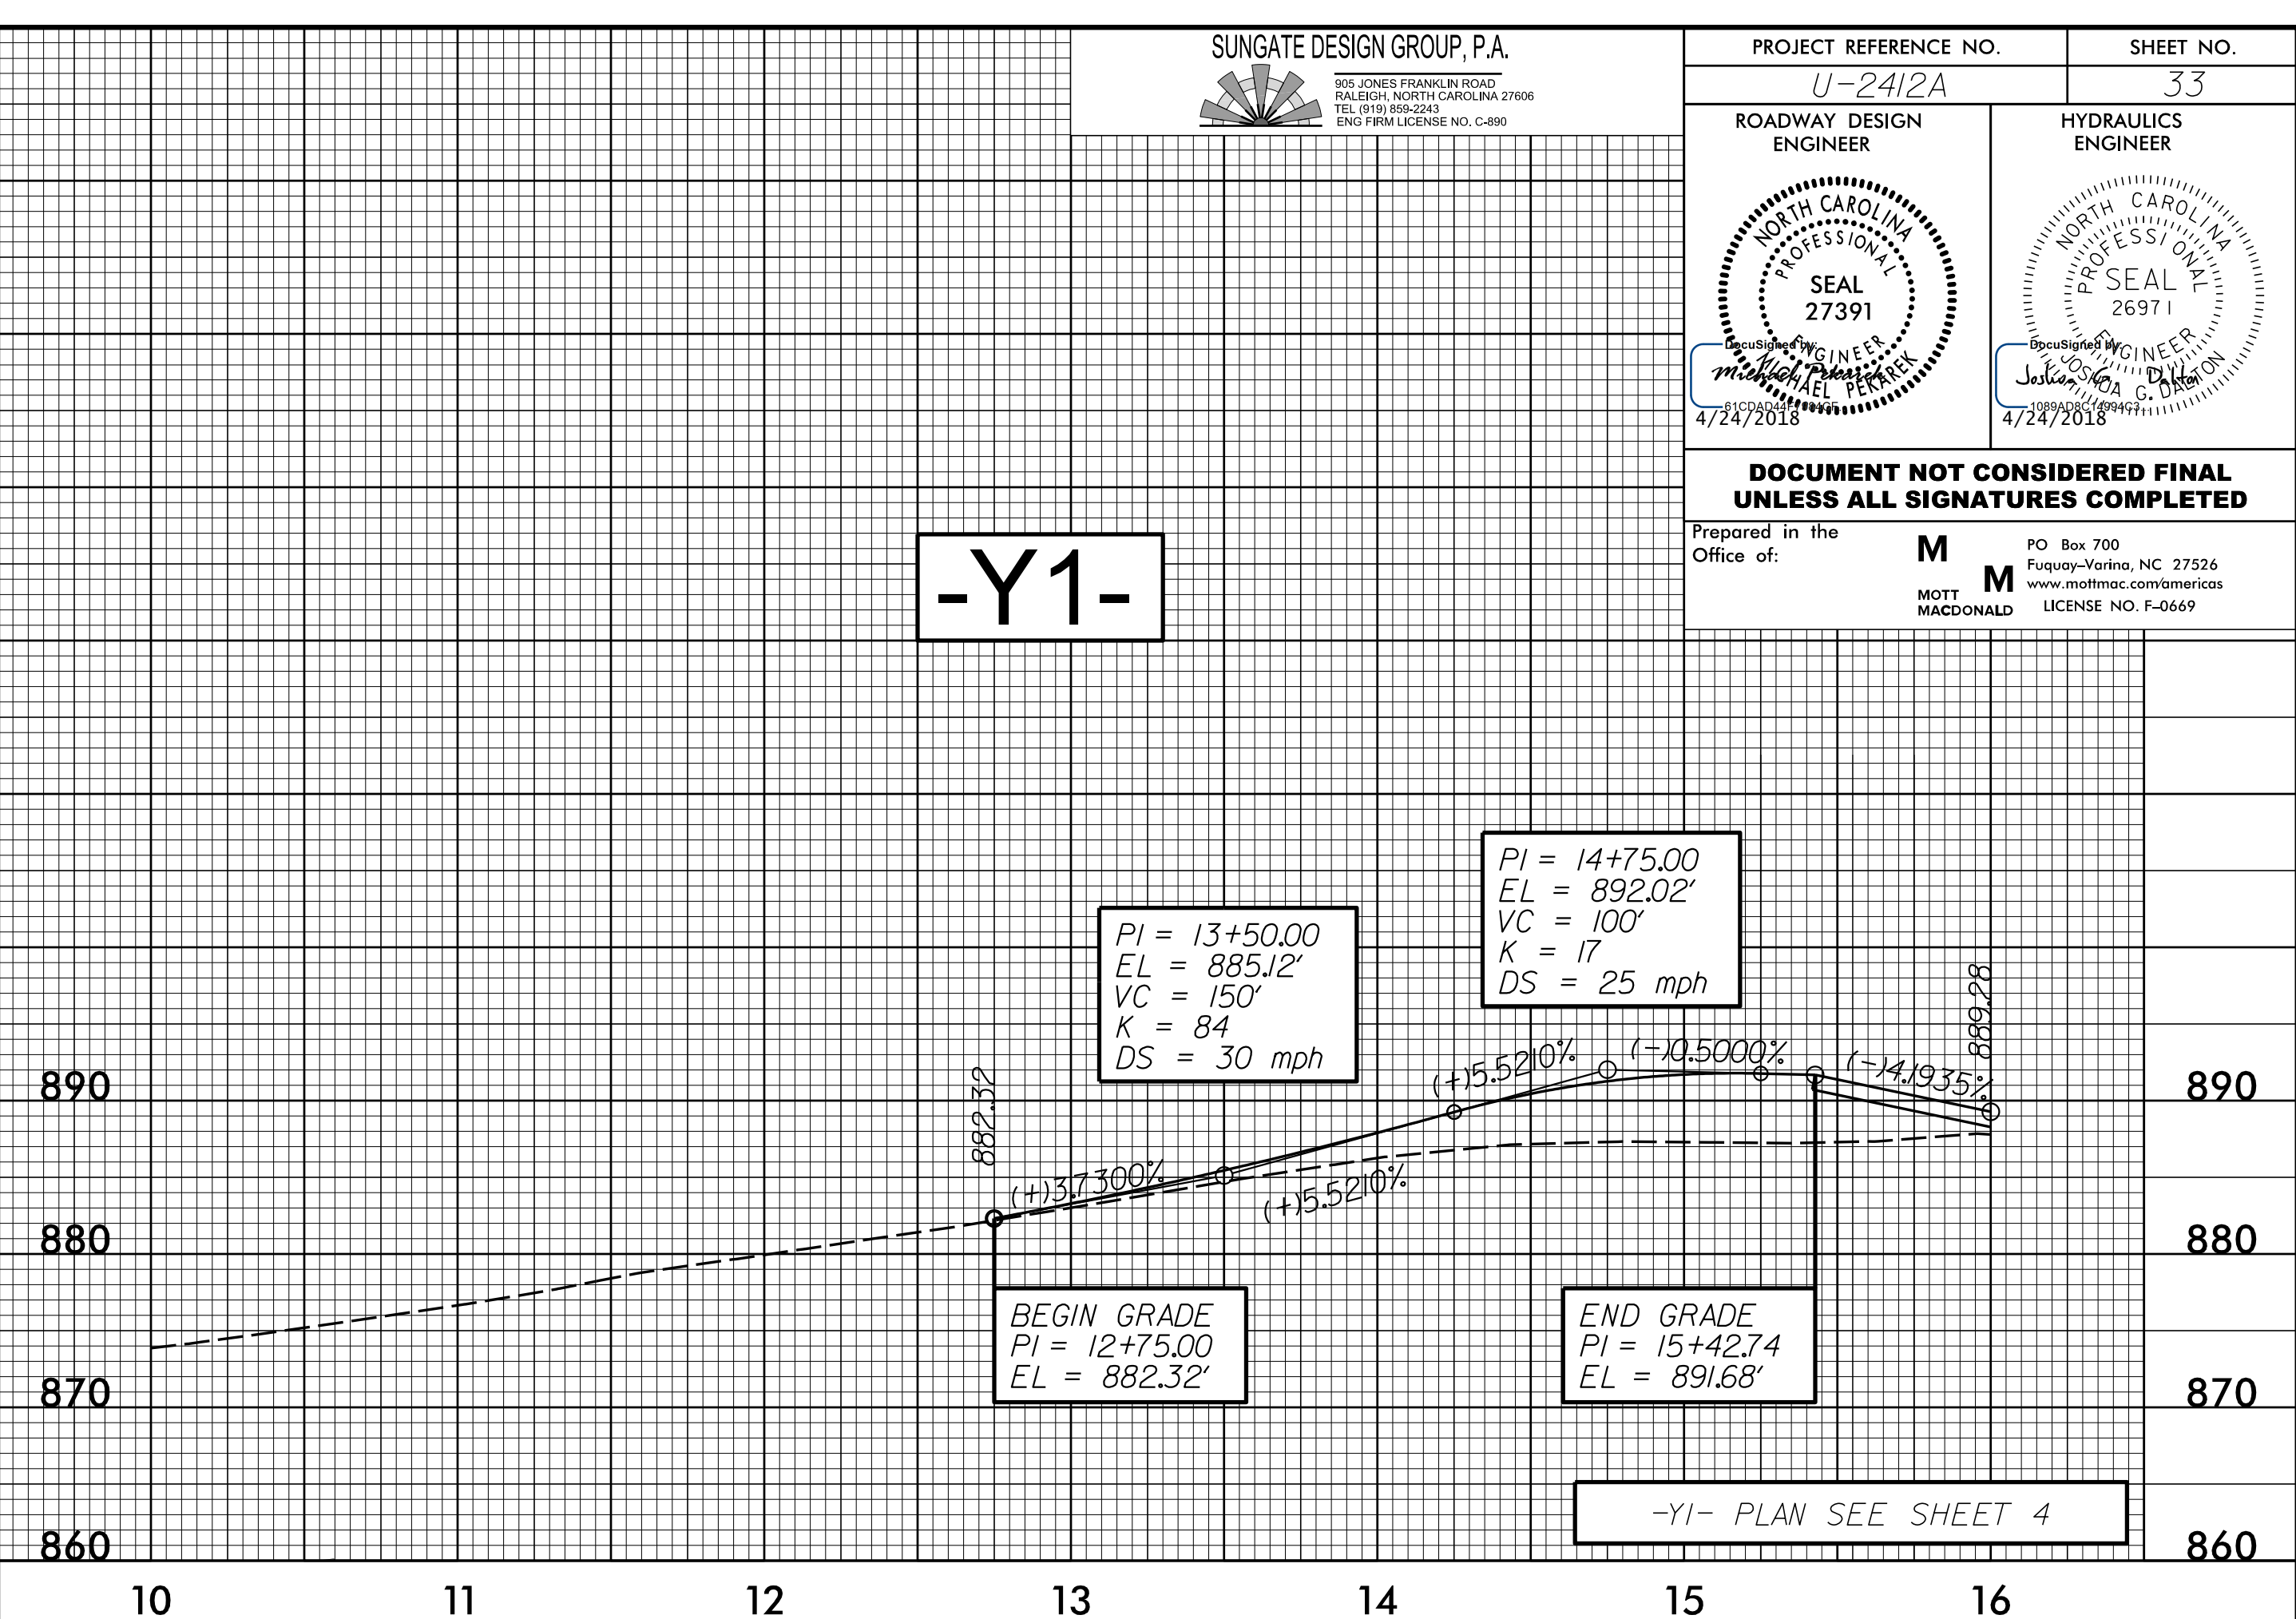 SUNGATE DESIGN GROUP, P.A.
905 JONES FRANKLIN ROAD
RALEIGH, NORTH CAROLINA 27606
TEL (919) 859-2243
ENG FIRM LICENSE NO. C-890
PROJECT REFERENCE NO.
SHEET NO.
U-2412A
33
ROADWAY DESIGN
ENGINEER
HYDRAULICS
ENGINEER
NORTH CAROLINA
PROFESSIONAL
SEAL
27391
ENGINEER
MICHAEL PEKAREK
DocuSigned by:
Michael Pekarek
4/24/2018
NORTH CAROLINA
PROFESSIONAL
SEAL
26971
ENGINEER
JOSHUA G. DALTON
DocuSigned by:
Joshua G. Dalton
1089AD8C14994C3...
4/24/2018
DOCUMENT NOT CONSIDERED FINAL
UNLESS ALL SIGNATURES COMPLETED
Prepared in the
Office of:
M
M
MOTT
MACDONALD
PO Box 700
Fuquay-Varina, NC 27526
www.mottmac.com/americas
LICENSE NO. F-0669
-Y1-
PI = 14+75.00
EL = 892.02'
VC = 100'
K = 17
DS = 25 mph
PI = 13+50.00
EL = 885.12'
VC = 150'
K = 84
DS = 30 mph
882.32
889.28
(+)3.7300%
(+)5.5210%
(+)5.5210%
(-)0.5000%
(-)4.1935%
BEGIN GRADE
PI = 12+75.00
EL = 882.32'
END GRADE
PI = 15+42.74
EL = 891.68'
-Y1- PLAN SEE SHEET 4
890
880
870
860
890
880
870
860
10
11
12
13
14
15
16